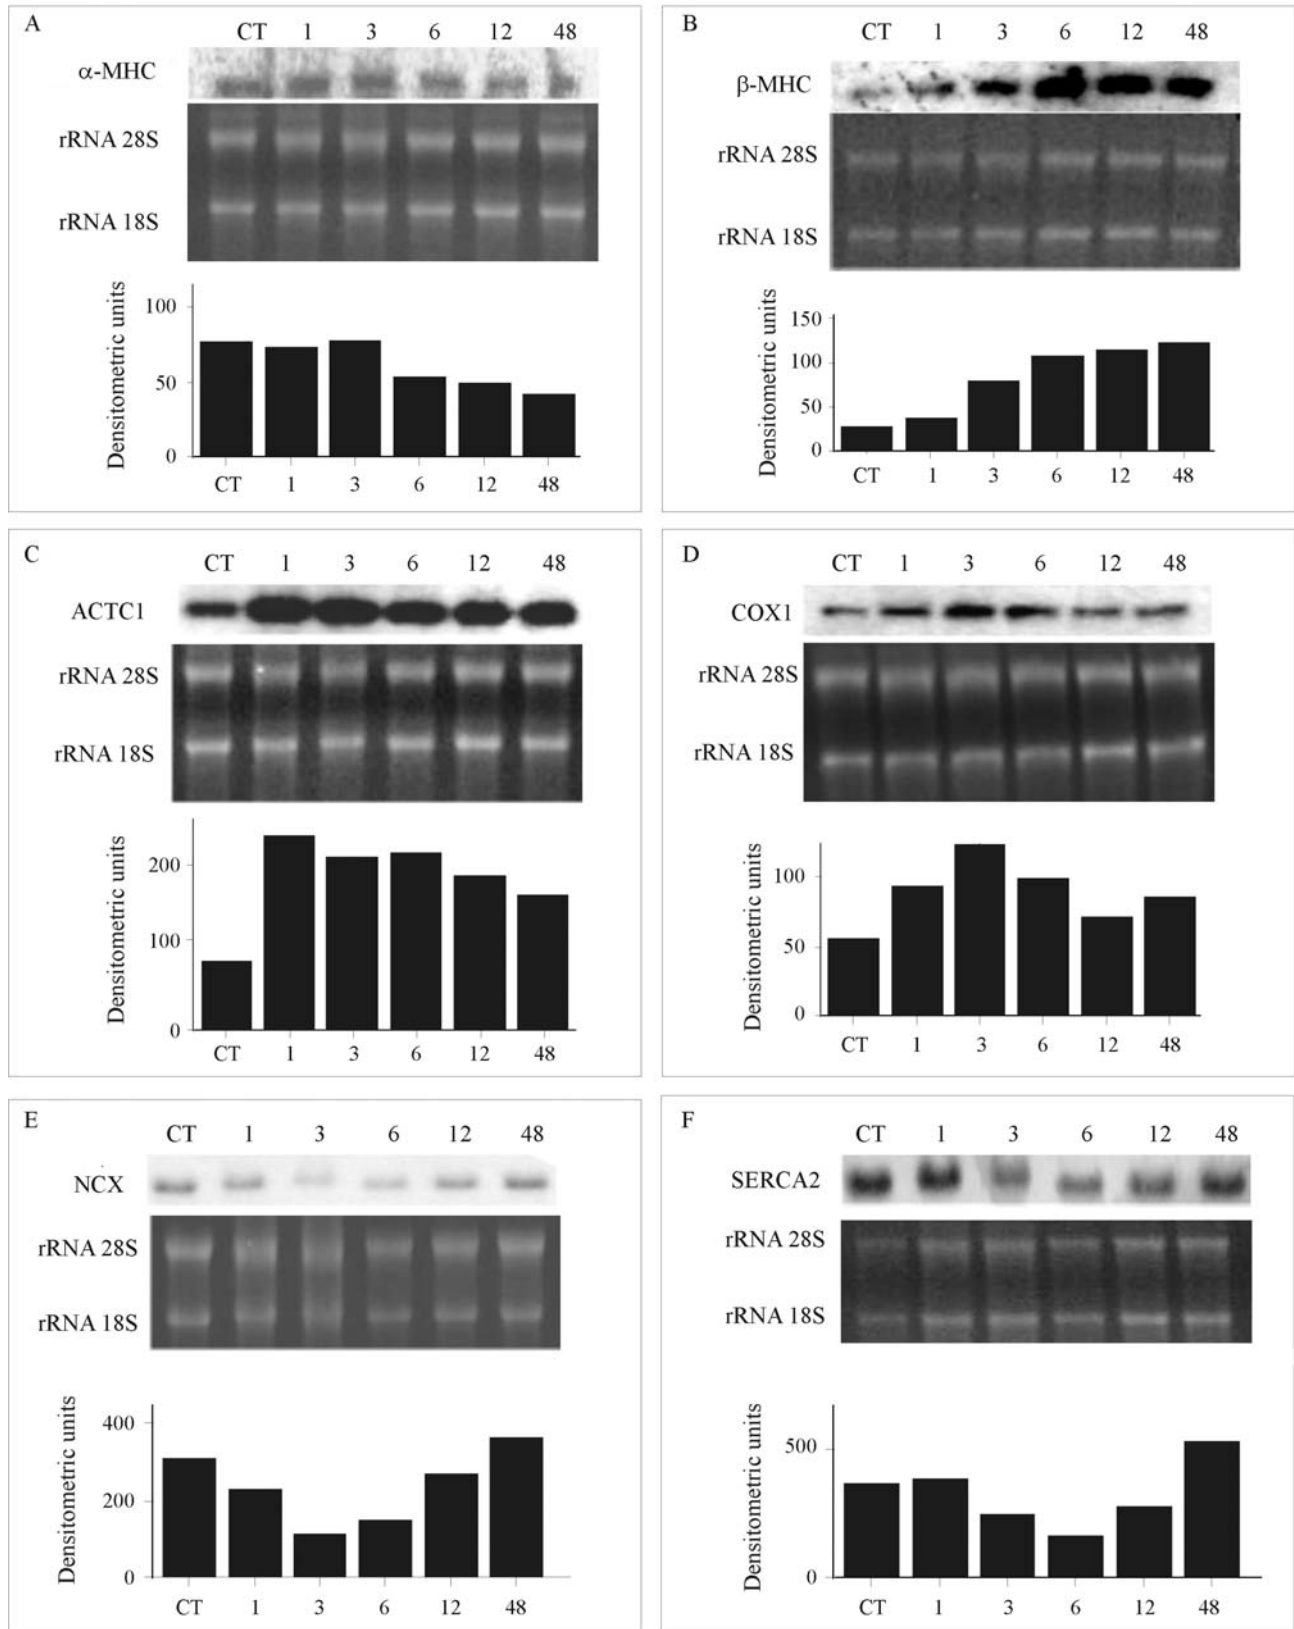 A
CT 1 3 6 12 48
α-MHC
rRNA 28S
rRNA 18S
Densitometric units
100
50
0
CT 1 3 6 12 48
B
CT 1 3 6 12 48
β-MHC
rRNA 28S
rRNA 18S
Densitometric units
150
100
50
0
CT 1 3 6 12 48
C
CT 1 3 6 12 48
ACTC1
rRNA 28S
rRNA 18S
Densitometric units
200
100
0
CT 1 3 6 12 48
D
CT 1 3 6 12 48
COX1
rRNA 28S
rRNA 18S
Densitometric units
100
50
0
CT 1 3 6 12 48
E
CT 1 3 6 12 48
NCX
rRNA 28S
rRNA 18S
Densitometric units
400
200
0
CT 1 3 6 12 48
F
CT 1 3 6 12 48
SERCA2
rRNA 28S
rRNA 18S
Densitometric units
500
0
CT 1 3 6 12 48